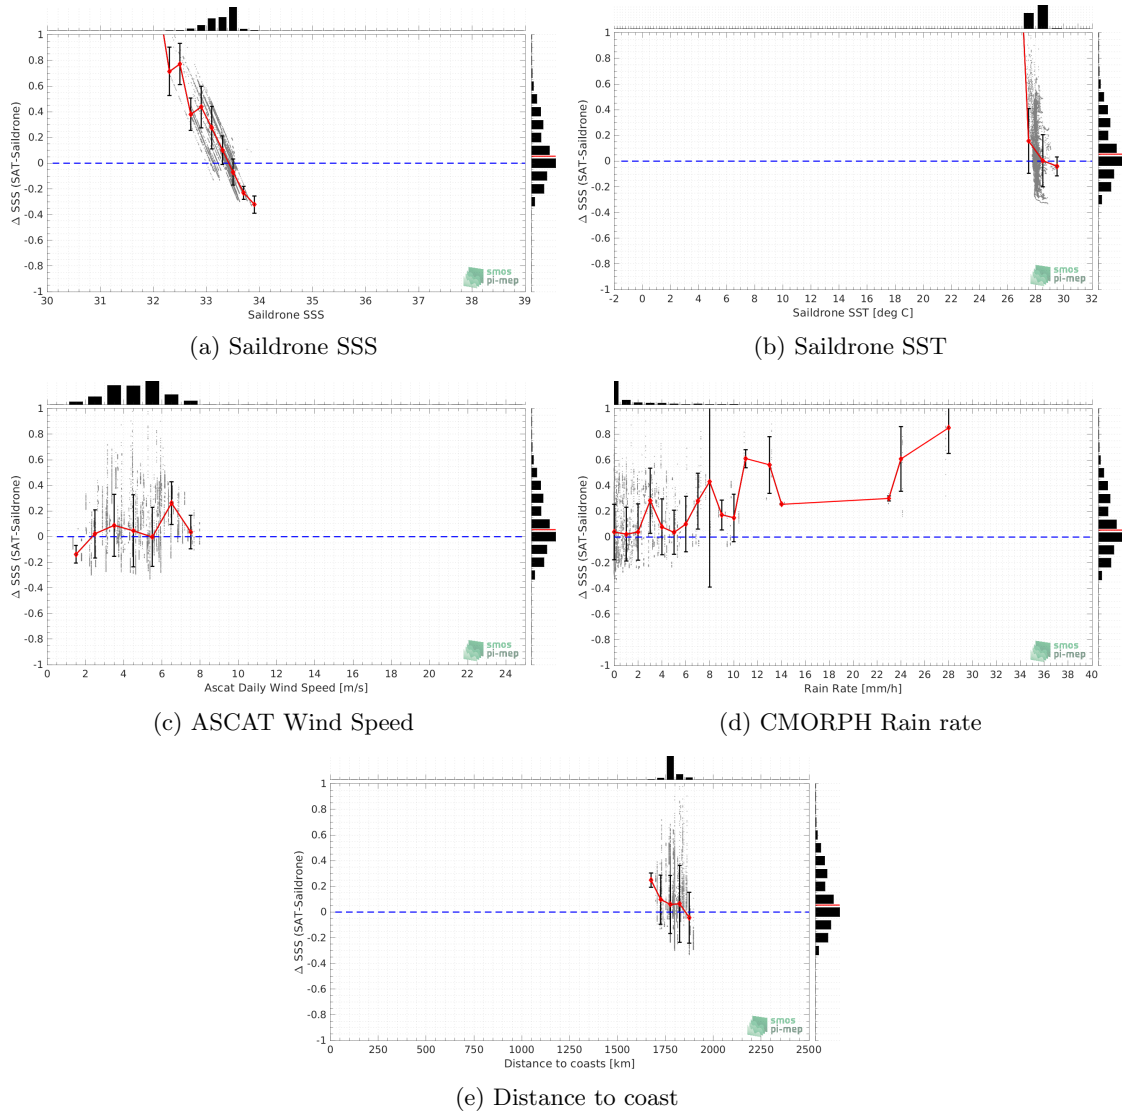 1
0.8
0.6
0.4
0.2
0
-0.2
-0.4
-0.6
-0.8
-1
Δ SSS (SAT-Saildrone)
30 31 32 33 34 35 36 37 38 39
Saildrone SSS
smos
pi-mep
(a) Saildrone SSS
1
0.8
0.6
0.4
0.2
0
-0.2
-0.4
-0.6
-0.8
-1
Δ SSS (SAT-Saildrone)
-2 0 2 4 6 8 10 12 14 16 18 20 22 24 26 28 30 32
Saildrone SST [deg C]
smos
pi-mep
(b) Saildrone SST
1
0.8
0.6
0.4
0.2
0
-0.2
-0.4
-0.6
-0.8
-1
Δ SSS (SAT-Saildrone)
0 2 4 6 8 10 12 14 16 18 20 22 24
Ascat Daily Wind Speed [m/s]
smos
pi-mep
(c) ASCAT Wind Speed
1
0.8
0.6
0.4
0.2
0
-0.2
-0.4
-0.6
-0.8
-1
Δ SSS (SAT-Saildrone)
0 2 4 6 8 10 12 14 16 18 20 22 24 26 28 30 32 34 36 38 40
Rain Rate [mm/h]
smos
pi-mep
(d) CMORPH Rain rate
1
0.8
0.6
0.4
0.2
0
-0.2
-0.4
-0.6
-0.8
-1
Δ SSS (SAT-Saildrone)
0 250 500 750 1000 1250 1500 1750 2000 2250 2500
Distance to coasts [km]
smos
pi-mep
(e) Distance to coast